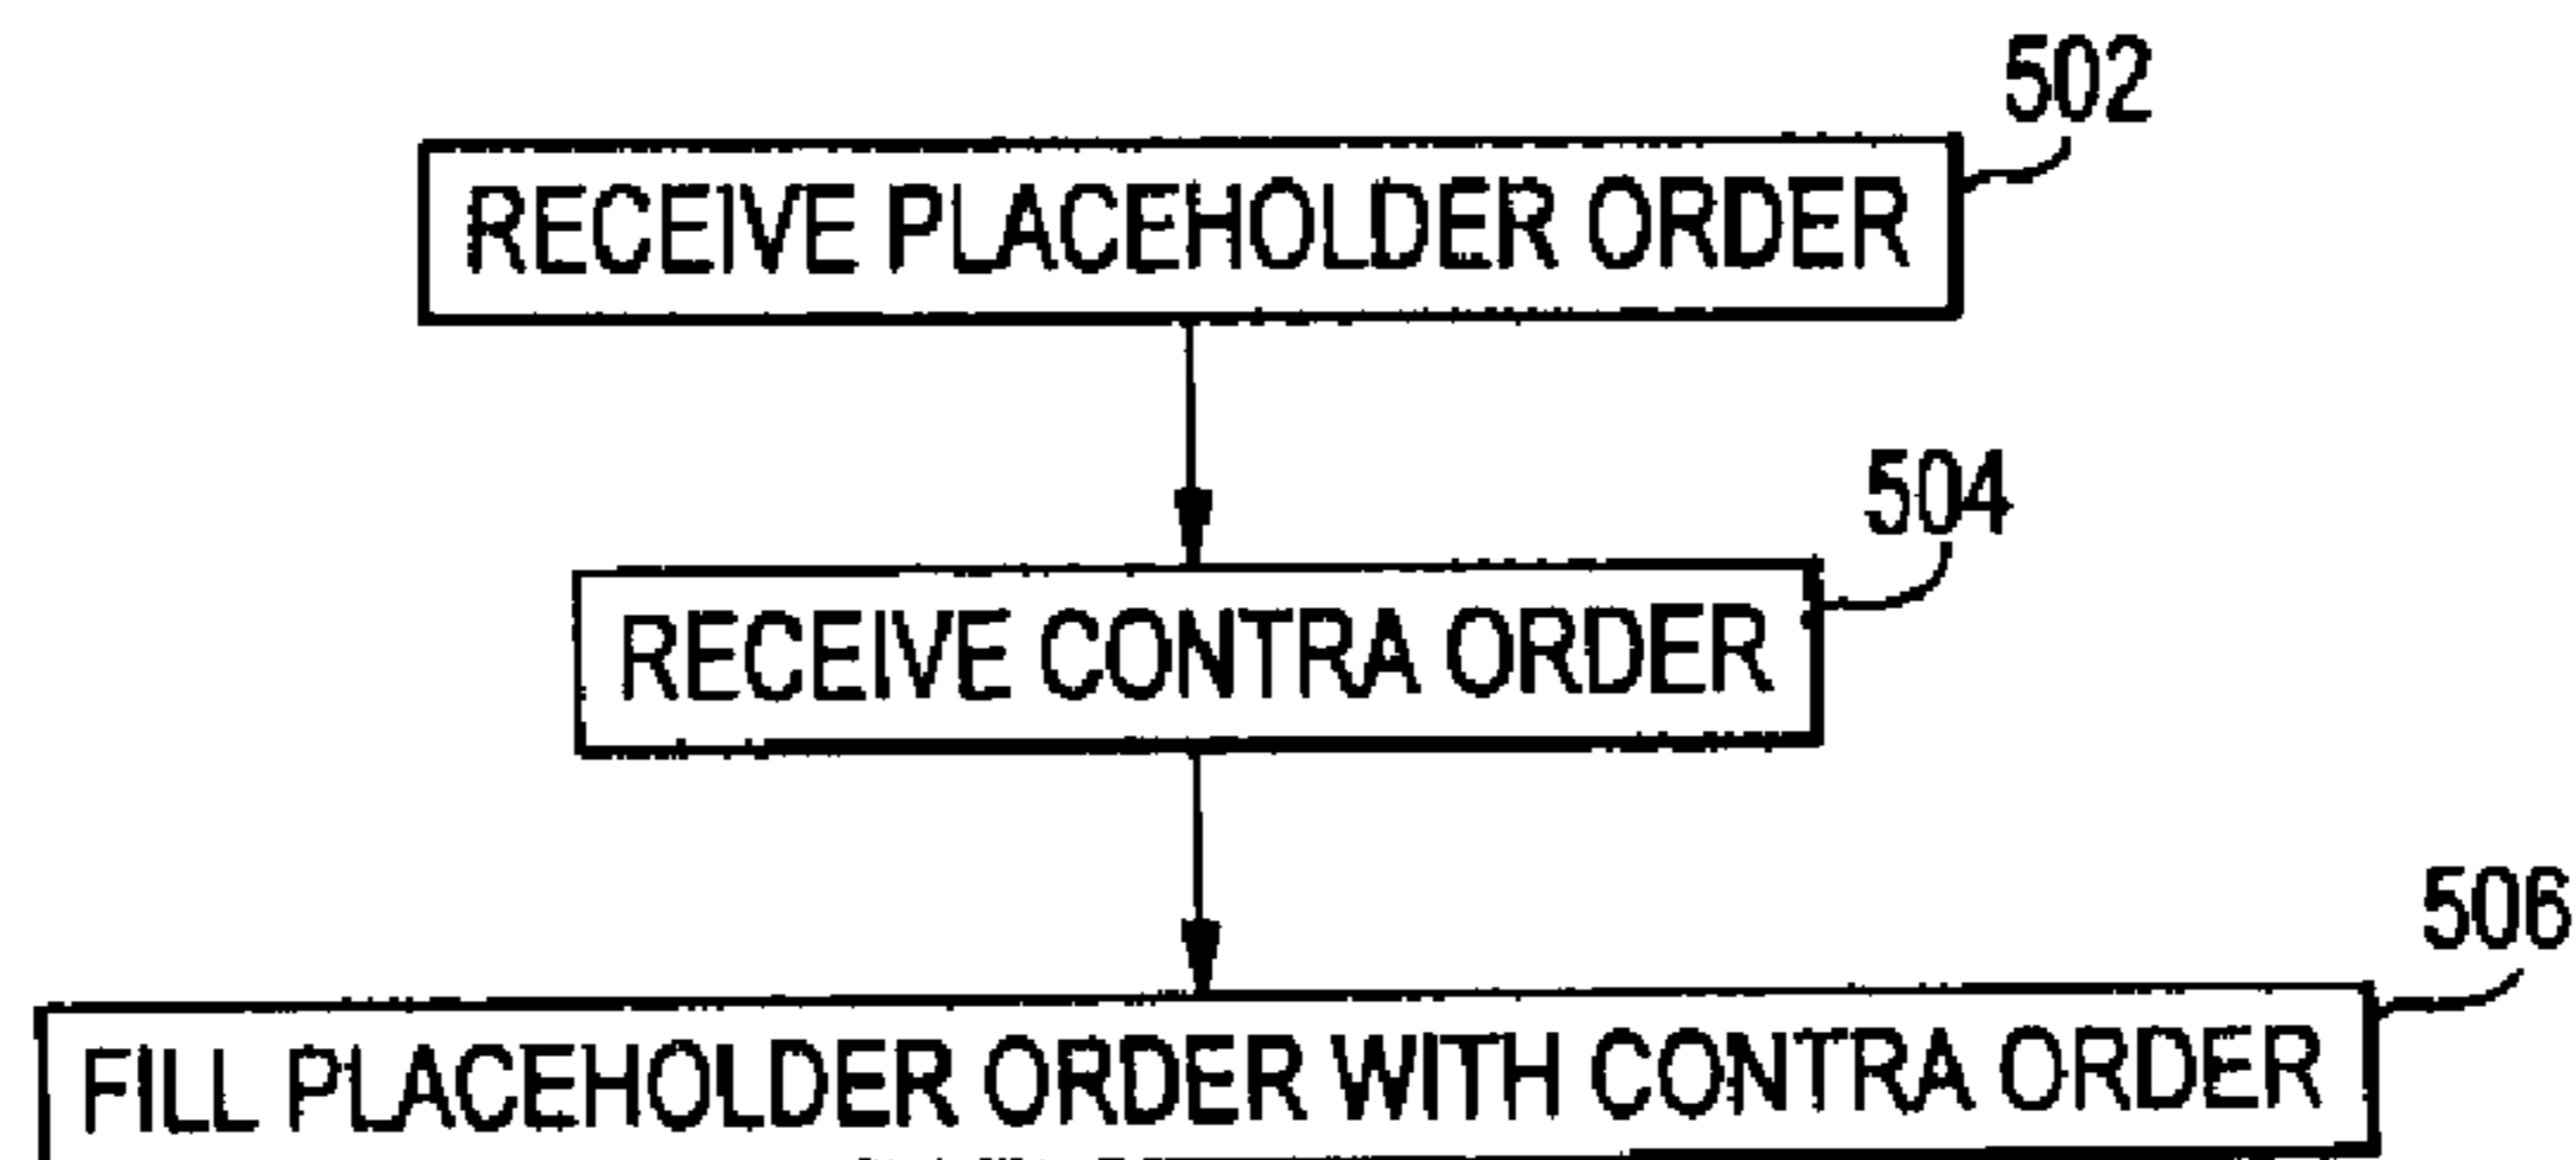 502
RECEIVE PLACEHOLDER ORDER
504
RECEIVE CONTRA ORDER
506
FILL PLACEHOLDER ORDER WITH CONTRA ORDER